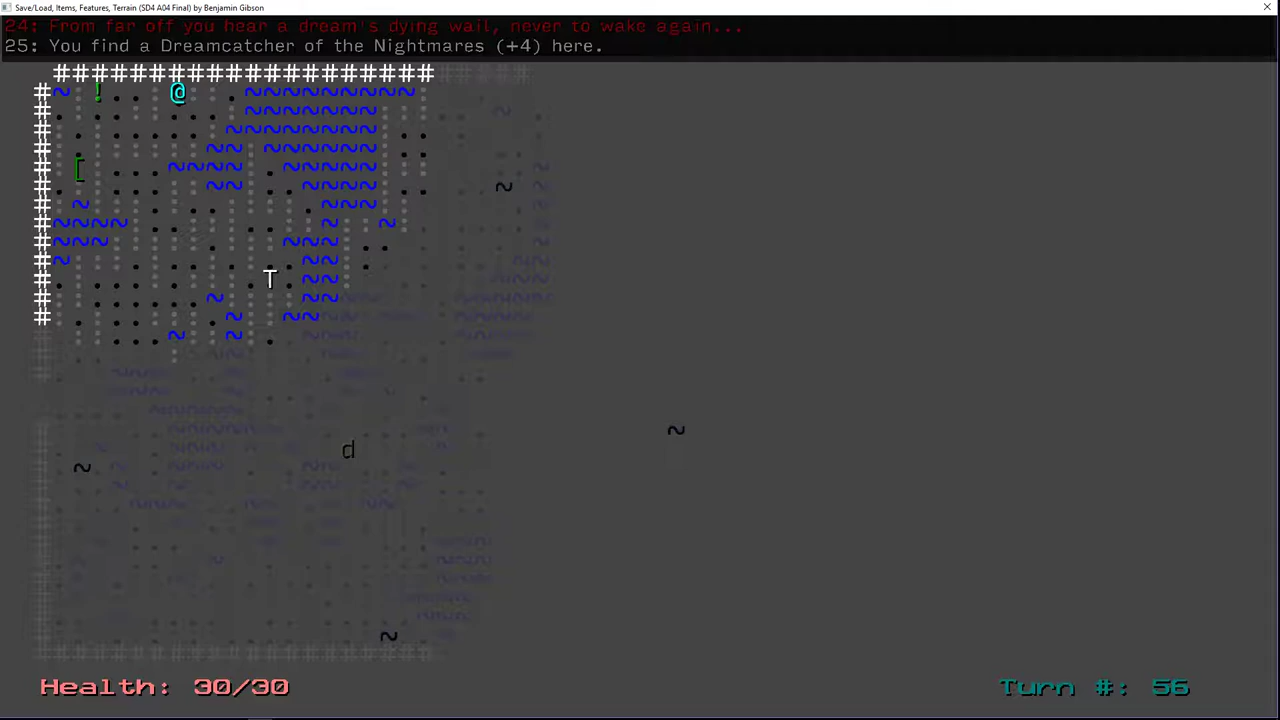 Save/Load, Items, Features, Terrain (SD4 A04 Final) by Benjamin Gibson
24: From far off you hear a dream's dying wail, never to wake again...
25: You find a Dreamcatcher of the Nightmares (+4) here.
Health: 30/30
Turn #: 56